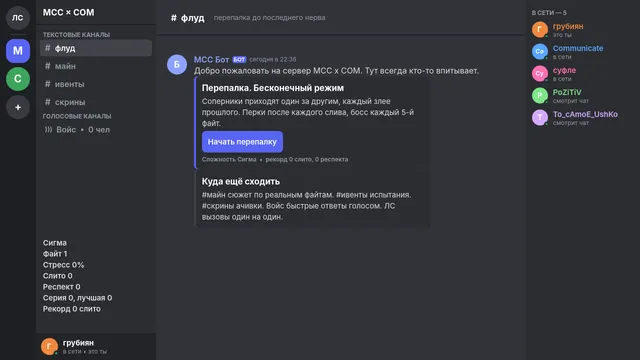 ЛС
M
C
+
МСС × COM
ТЕКСТОВЫЕ КАНАЛЫ
# флуд
# майн
# ивенты
# скрины
ГОЛОСОВЫЕ КАНАЛЫ
Войс • 0 чел
Сигма
Файт 1
Стресс 0%
Слито 0
Респект 0
Серия 0, лучшая 0
Рекорд 0 слито
Г
грубиян
в сети • это ты
# флуд перепалка до последнего нерва
Б
МСС Бот БОТ сегодня в 22:36
Добро пожаловать на сервер МСС х СОМ. Тут всегда кто-то впитывает.
Перепалка. Бесконечный режим
Соперники приходят один за другим, каждый злее
прошлого. Перки после каждого слива, босс каждый 5-й
файт.
Начать перепалку
Сложность Сигма • рекорд 0 слито, 0 респекта
Куда ещё сходить
#майн сюжет по реальным файтам. #ивенты испытания.
#скрины ачивки. Войс быстрые ответы голосом. ЛС
вызовы один на один.
В СЕТИ — 5
Г
грубиян
это ты
Co
Communicate
в сети
су
суфле
в сети
P
PoZiTiV
смотрит чат
T
To_cAmoE_UshKo
смотрит чат